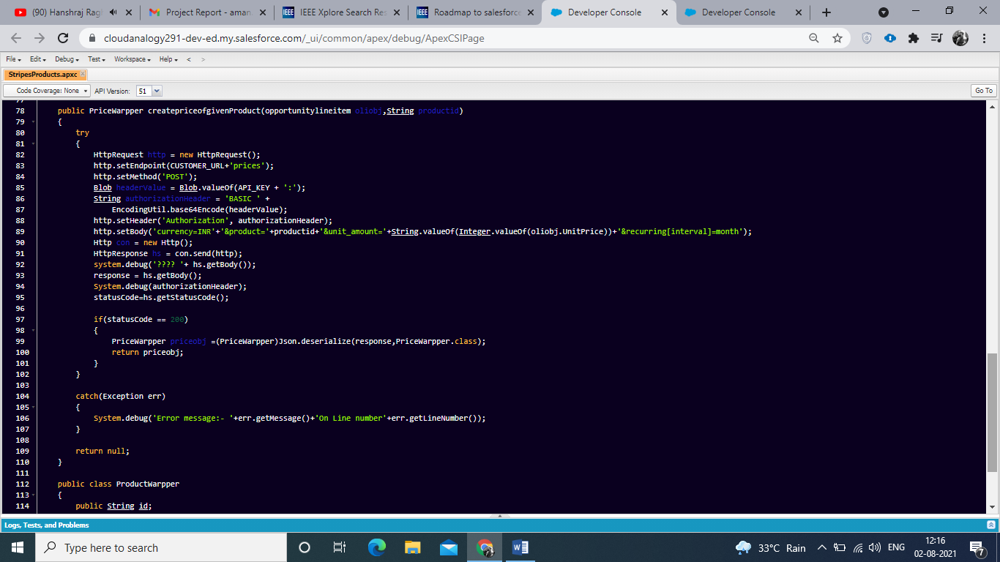 (90) Hanshraj Rag
Project Report - aman
IEEE Xplore Search Res
Roadmap to salesforce
Developer Console
Developer Console
cloudanalogy291-dev-ed.my.salesforce.com/_ui/common/apex/debug/ApexCSIPage
File Edit Debug Test Workspace Help < >
StripesProducts.apxc
Code Coverage: None API Version: 51 Go To
77
78 public PriceWarpper createpriceofgivenProduct(opportunitylineitem oliobj,String productid)
79 {
80 try
81 {
82 HttpRequest http = new HttpRequest();
83 http.setEndpoint(CUSTOMER_URL+'prices');
84 http.setMethod('POST');
85 Blob headerValue = Blob.valueOf(API_KEY + ':');
86 String authorizationHeader = 'BASIC ' +
87 EncodingUtil.base64Encode(headerValue);
88 http.setHeader('Authorization', authorizationHeader);
89 http.setBody('currency=INR'+'&product='+productid+'&unit_amount='+String.valueOf(Integer.valueOf(oliobj.UnitPrice))+'&recurring[interval]=month');
90 Http con = new Http();
91 HttpResponse hs = con.send(http);
92 system.debug('???? '+ hs.getBody());
93 response = hs.getBody();
94 System.debug(authorizationHeader);
95 statusCode=hs.getStatusCode();
96
97 if(statusCode == 200)
98 {
99 PriceWarpper priceobj =(PriceWarpper)Json.deserialize(response,PriceWarpper.class);
100 return priceobj;
101 }
102 }
103
104 catch(Exception err)
105 {
106 System.debug('Error message:- '+err.getMessage()+'On Line number'+err.getLineNumber());
107 }
108
109 return null;
110 }
111
112 public class ProductWarpper
113 {
114 public String id;
Logs, Tests, and Problems
Type here to search
33°C Rain
ENG
12:16
02-08-2021
7